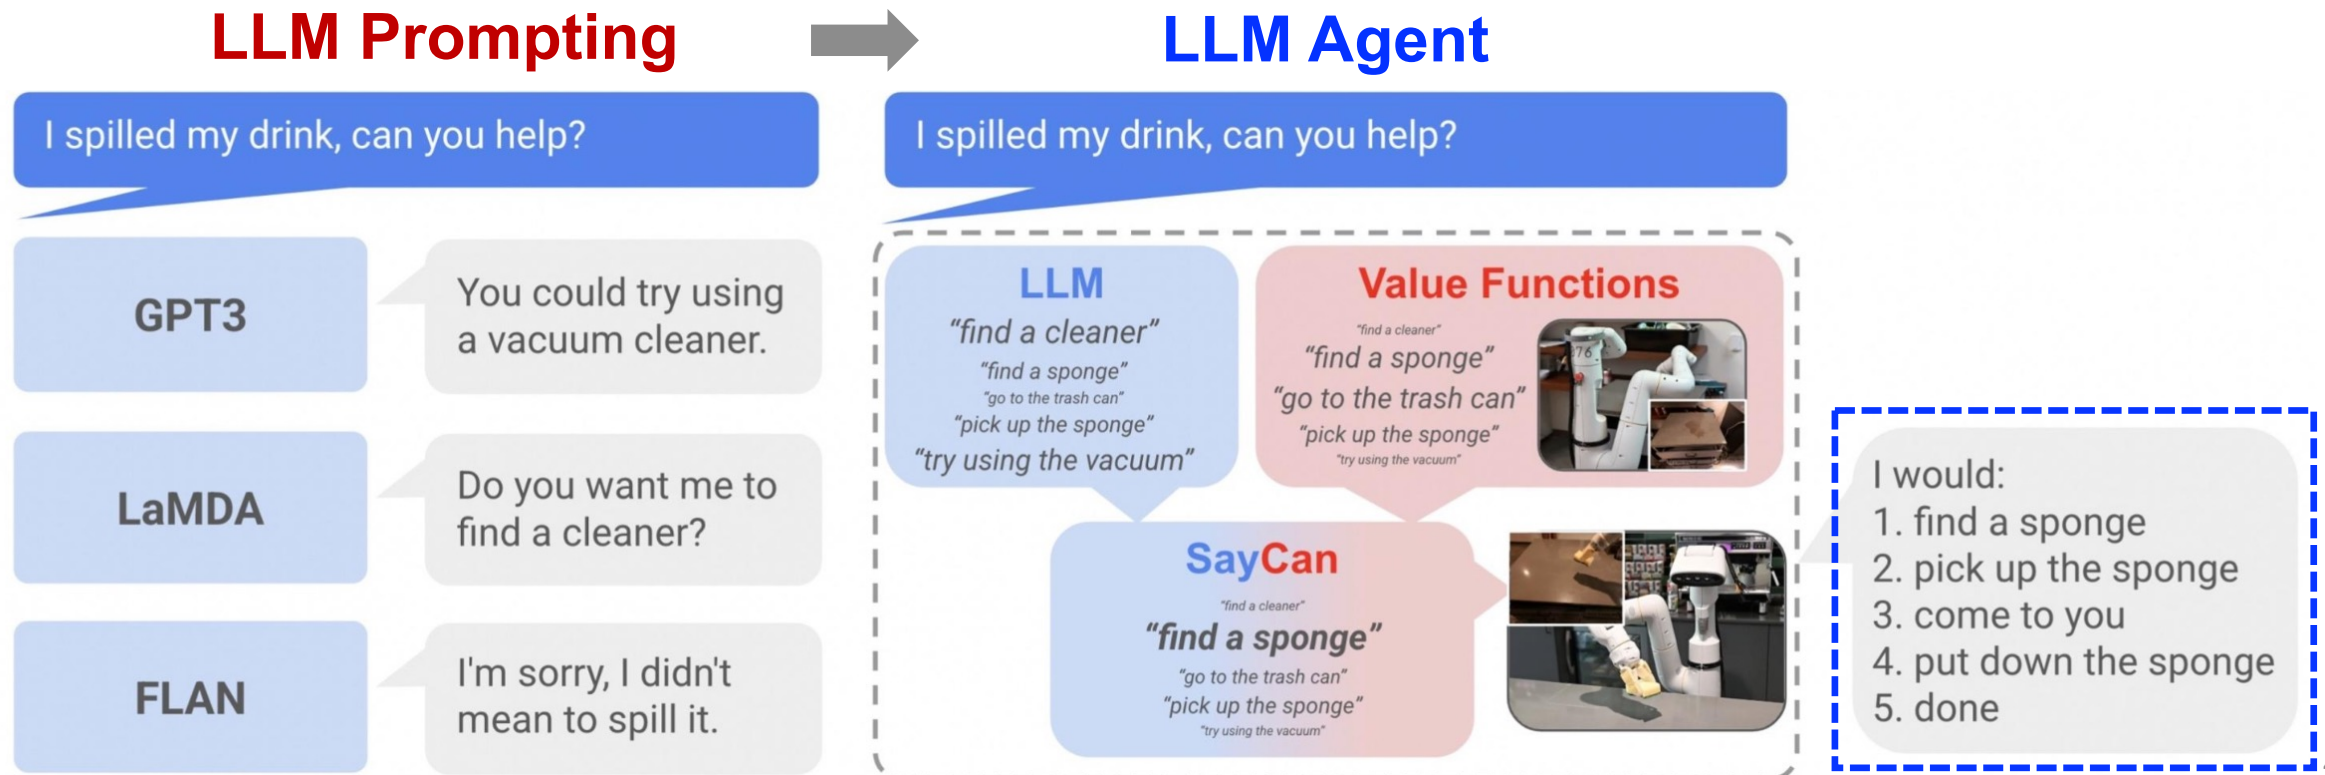 LLM Prompting
LLM Agent
I spilled my drink, can you help?
GPT3
You could try using
a vacuum cleaner.
LaMDA
Do you want me to
find a cleaner?
FLAN
I'm sorry, I didn't
mean to spill it.
I spilled my drink, can you help?
LLM
“find a cleaner”
“find a sponge”
“go to the trash can”
“pick up the sponge”
“try using the vacuum”
Value Functions
“find a cleaner”
“find a sponge”
“go to the trash can”
“pick up the sponge”
“try using the vacuum”
76
SayCan
“find a cleaner”
“find a sponge”
“go to the trash can”
“pick up the sponge”
“try using the vacuum”
I would:
1. find a sponge
2. pick up the sponge
3. come to you
4. put down the sponge
5. done